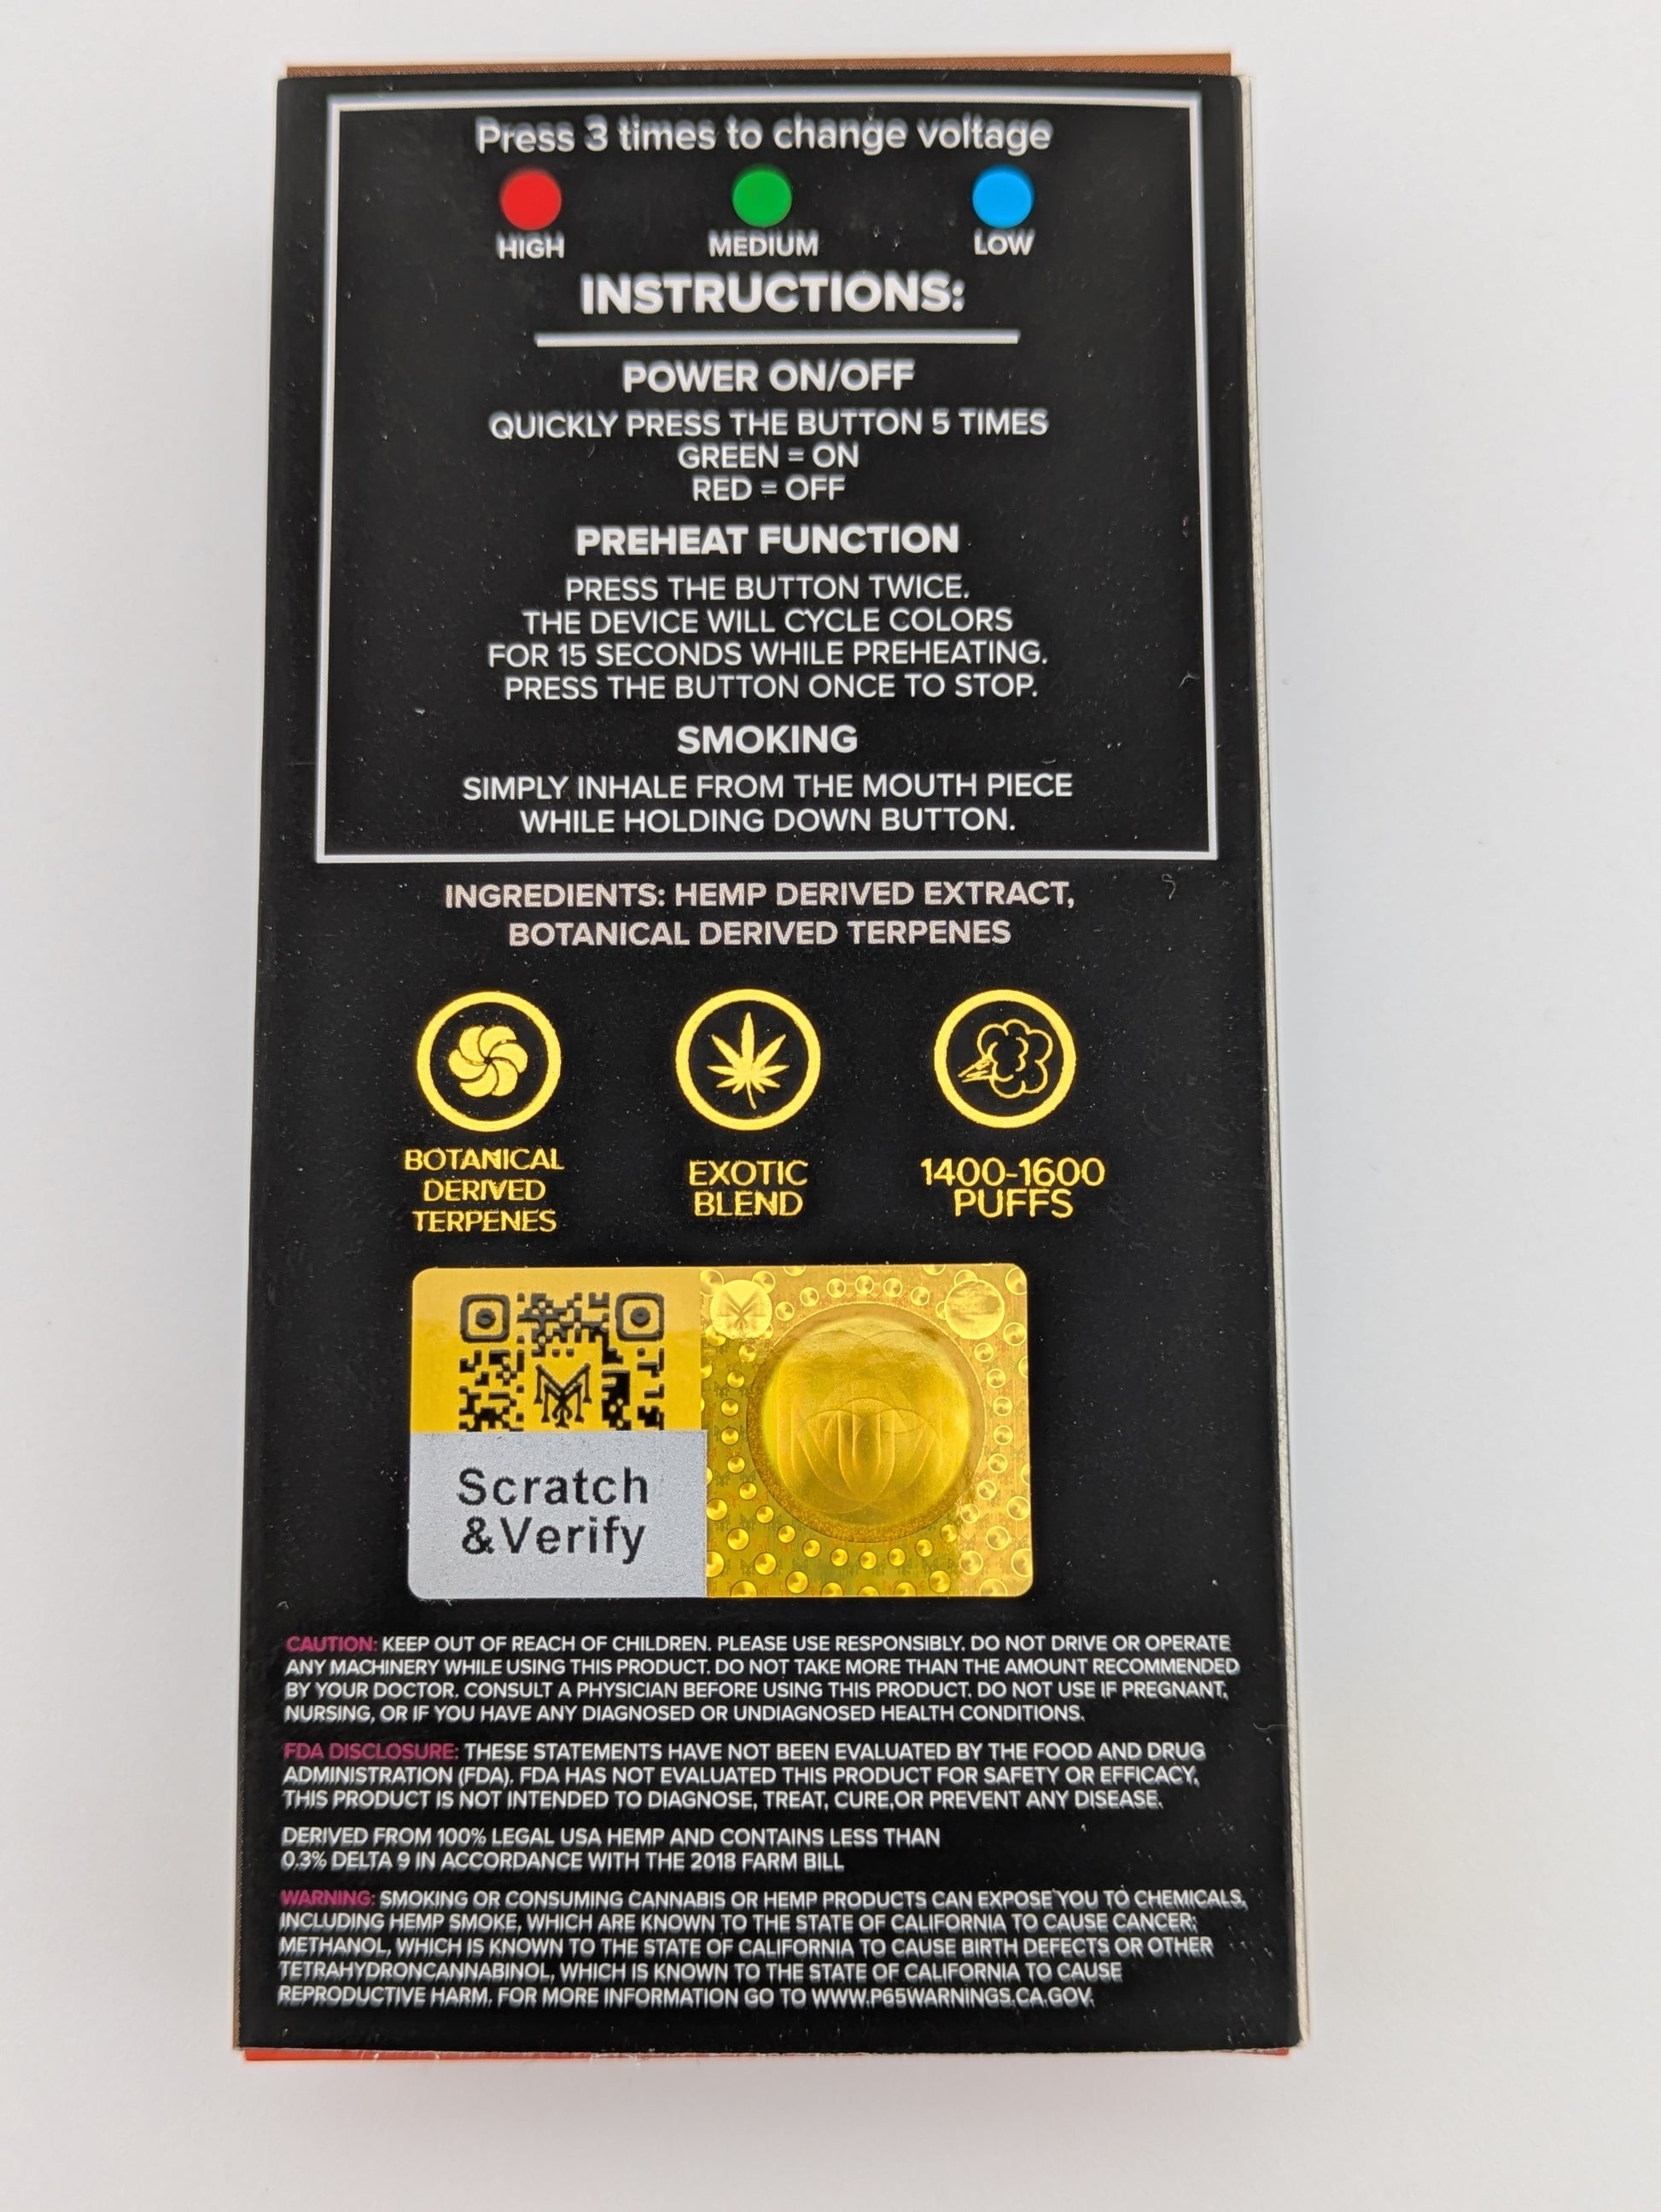 Press 3 times to change voltage
HIGH MEDIUM LOW
INSTRUCTIONS:
POWER ON/OFF
QUICKLY PRESS THE BUTTON 5 TIMES
GREEN = ON
RED = OFF
PREHEAT FUNCTION
PRESS THE BUTTON TWICE.
THE DEVICE WILL CYCLE COLORS
FOR 15 SECONDS WHILE PREHEATING.
PRESS THE BUTTON ONCE TO STOP.
SMOKING
SIMPLY INHALE FROM THE MOUTH PIECE
WHILE HOLDING DOWN BUTTON.
INGREDIENTS: HEMP DERIVED EXTRACT,
BOTANICAL DERIVED TERPENES
BOTANICAL
DERIVED
TERPENES
EXOTIC
BLEND
1400-1600
PUFFS
Scratch
&Verify
CAUTION: KEEP OUT OF REACH OF CHILDREN. PLEASE USE RESPONSIBLY. DO NOT DRIVE OR OPERATE
ANY MACHINERY WHILE USING THIS PRODUCT. DO NOT TAKE MORE THAN THE AMOUNT RECOMMENDED
BY YOUR DOCTOR. CONSULT A PHYSICIAN BEFORE USING THIS PRODUCT. DO NOT USE IF PREGNANT,
NURSING, OR IF YOU HAVE ANY DIAGNOSED OR UNDIAGNOSED HEALTH CONDITIONS.
FDA DISCLOSURE: THESE STATEMENTS HAVE NOT BEEN EVALUATED BY THE FOOD AND DRUG
ADMINISTRATION (FDA). FDA HAS NOT EVALUATED THIS PRODUCT FOR SAFETY OR EFFICACY.
THIS PRODUCT IS NOT INTENDED TO DIAGNOSE, TREAT, CURE,OR PREVENT ANY DISEASE.
DERIVED FROM 100% LEGAL USA HEMP AND CONTAINS LESS THAN
0.3% DELTA 9 IN ACCORDANCE WITH THE 2018 FARM BILL
WARNING: SMOKING OR CONSUMING CANNABIS OR HEMP PRODUCTS CAN EXPOSE YOU TO CHEMICALS,
INCLUDING HEMP SMOKE, WHICH ARE KNOWN TO THE STATE OF CALIFORNIA TO CAUSE CANCER;
METHANOL, WHICH IS KNOWN TO THE STATE OF CALIFORNIA TO CAUSE BIRTH DEFECTS OR OTHER
TETRAHYDRONCANNABINOL, WHICH IS KNOWN TO THE STATE OF CALIFORNIA TO CAUSE
REPRODUCTIVE HARM. FOR MORE INFORMATION GO TO WWW.P65WARNINGS.CA.GOV.